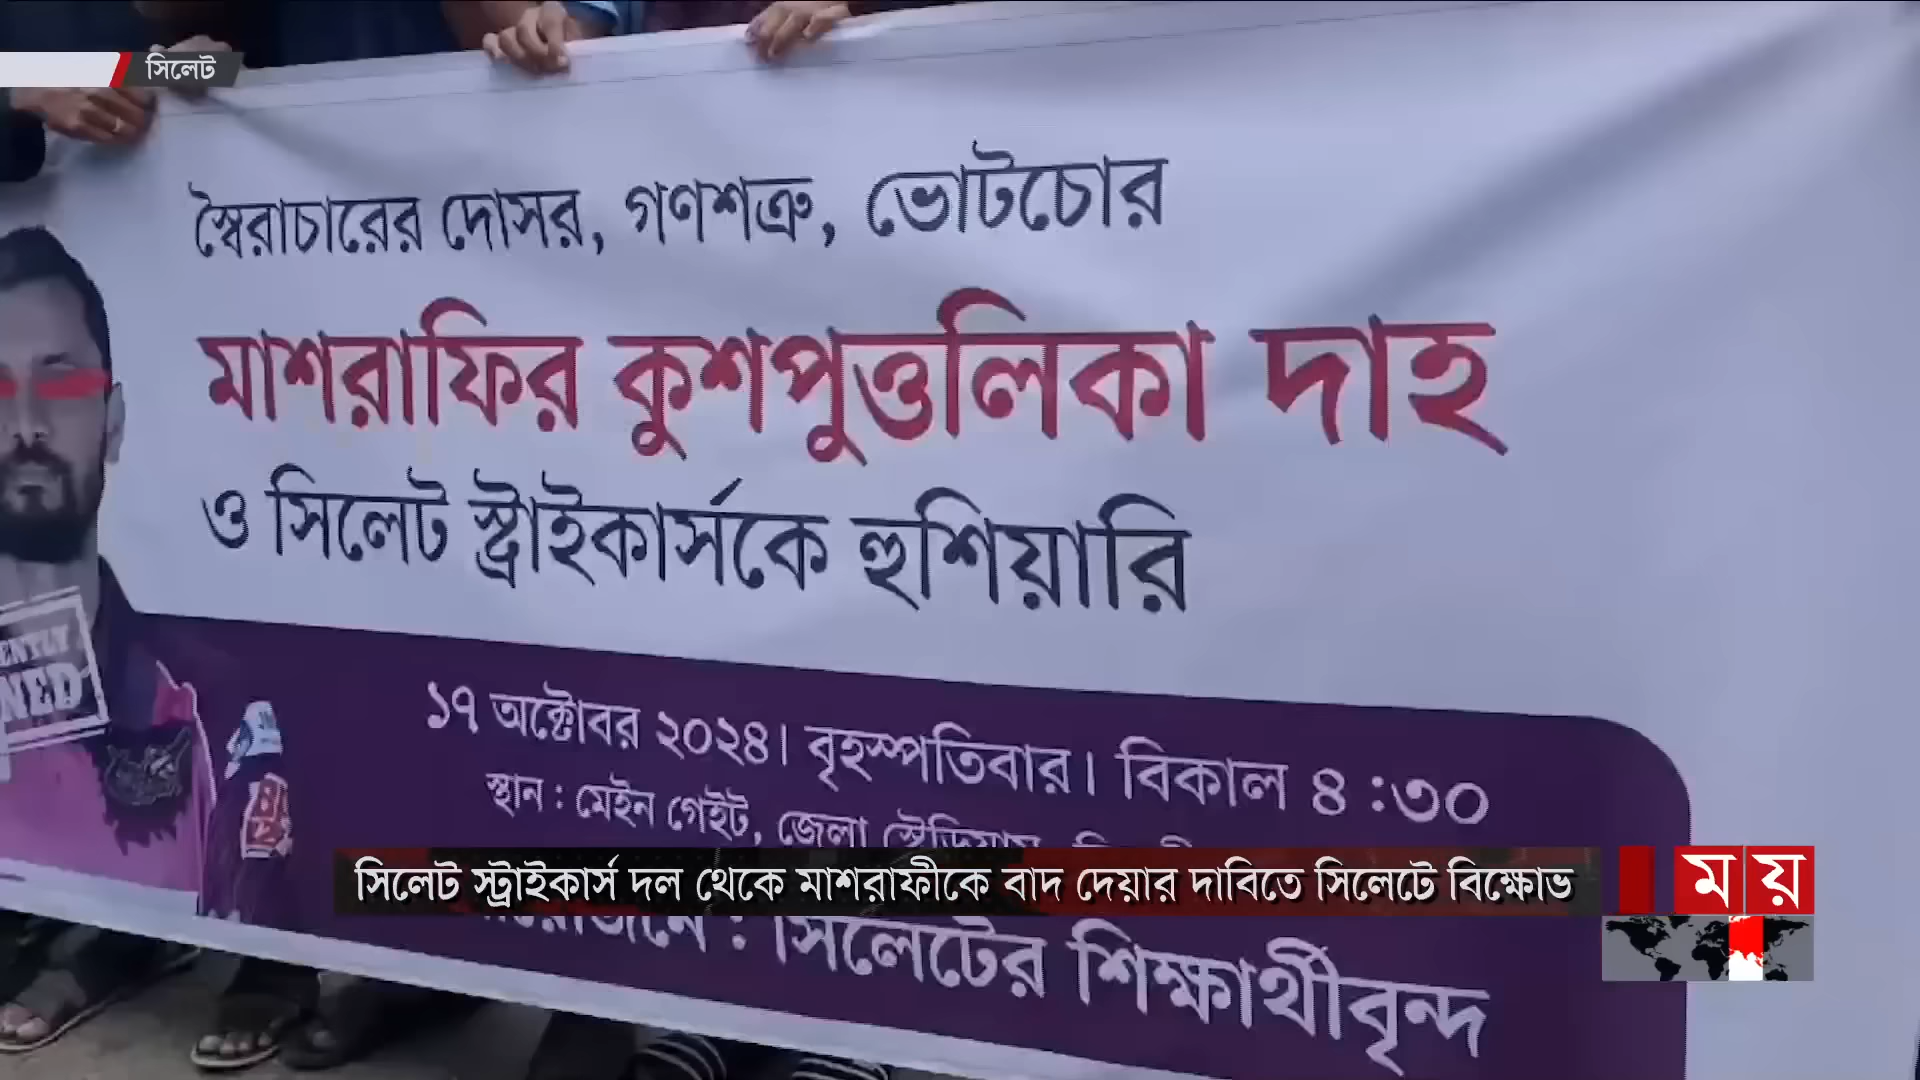 সিলেট
স্বৈরাচারের দোসর, গণশত্রু, ভোটচোর
মাশরাফির কুশপুত্তলিকা দাহ
ও সিলেট স্ট্রাইকার্সকে হুশিয়ারি
১৭ অক্টোবর ২০২৪। বৃহস্পতিবার। বিকাল ৪:৩০
স্থান : মেইন গেইট, জেলা স্টেডিয়াম,
সিলেট স্ট্রাইকার্স দল থেকে মাশরাফীকে বাদ দেয়ার দাবিতে সিলেটে বিক্ষোভ
সময়
: সিলেটের শিক্ষার্থীবৃন্দ